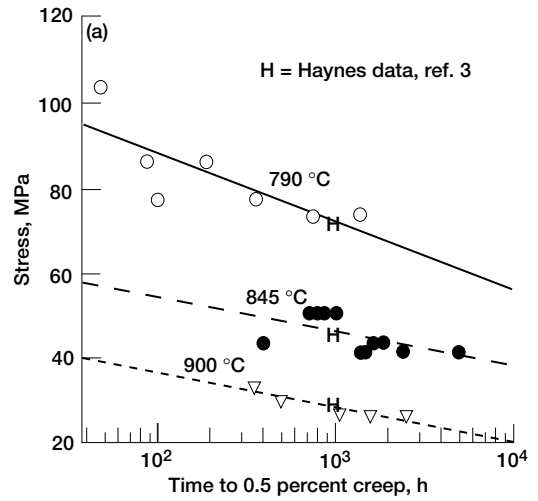 120
(a)
H = Haynes data, ref. 3
100
790 °C
80
H
Stress, MPa
60
845 °C
H
40
900 °C
H
20
10² 10³ 10⁴
Time to 0.5 percent creep, h